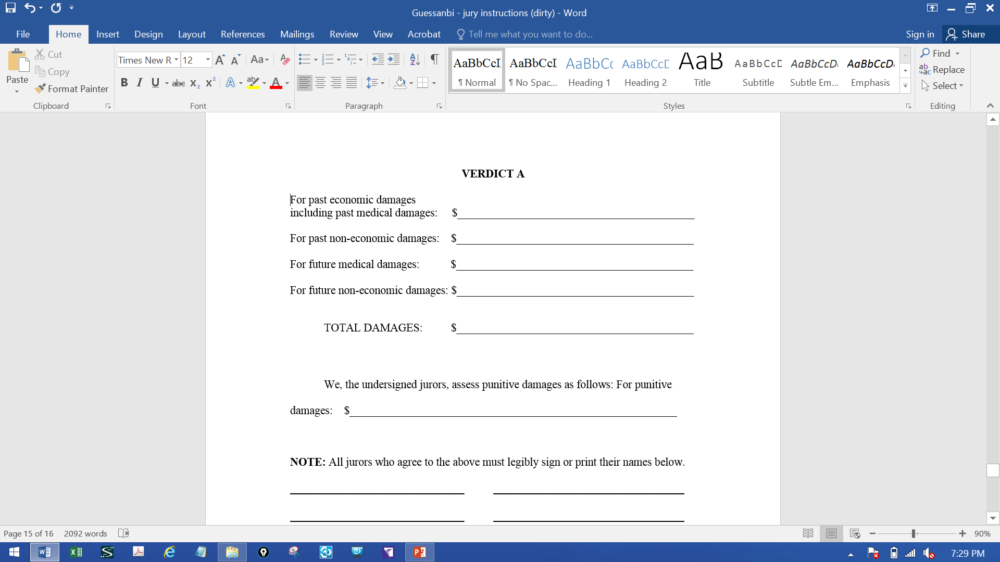 Guessanbi - jury instructions (dirty) - Word
File Home Insert Design Layout References Mailings Review View Acrobat Tell me what you want to do... Sign in Share
Paste Cut Copy Format Painter
Clipboard
Times New R 12 Aa
B I U abc X2 X2 A ab A
Font
Paragraph
AaBbCcI AaBbCcI AaBbCc AaBbCcD AaB AaBbCcD AaBbCcD AaBbCcD
¶ Normal ¶ No Spac... Heading 1 Heading 2 Title Subtitle Subtle Em... Emphasis
Styles
Find
Replace
Select
Editing
VERDICT A
For past economic damages
including past medical damages: $
For past non-economic damages: $
For future medical damages: $
For future non-economic damages: $
TOTAL DAMAGES: $
We, the undersigned jurors, assess punitive damages as follows: For punitive
damages: $
NOTE: All jurors who agree to the above must legibly sign or print their names below.
Page 15 of 16 2092 words 90%
7:29 PM